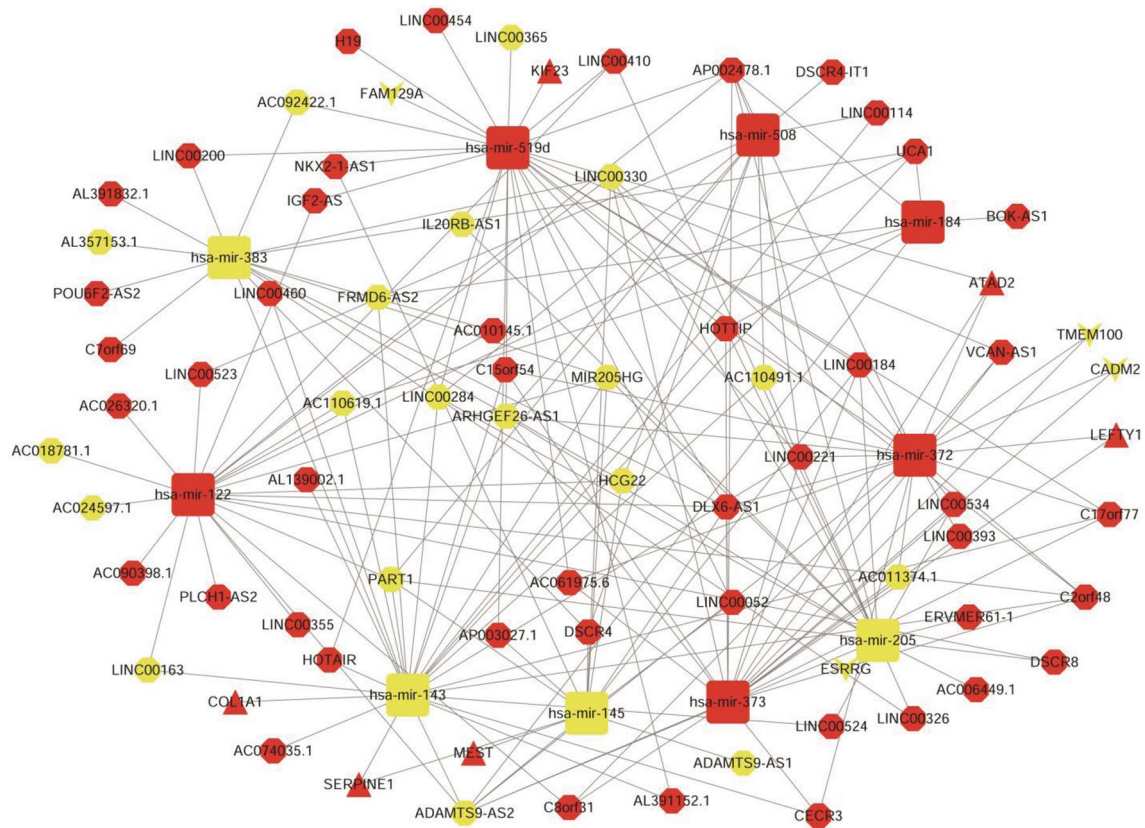 LINC00454
H19
LINC00365
LINC00410
KIF23
AP002478.1
DSCR4-IT1
FAM129A
AC092422.1
LINC00114
hsa-mir-519d
hsa-mir-508
LINC00200
NKX2-1-AS1
UCA1
LINC00330
AL391832.1
IGF2-AS
IL20RB-AS1
hsa-mir-184
BOK-AS1
AL357153.1
hsa-mir-383
POU6F2-AS2
LINC00460
FRMD6-AS2
ATAD2
AC010145.1
HOTTIP
TMEM100
C7orf69
VCAN-AS1
LINC00523
C15orf54
MIR205HG
AC110491.1
LINC00184
CADM2
AC026320.1
AC110619.1
LINC00284
ARHGEF26-AS1
LEFTY1
AC018781.1
hsa-mir-372
LINC00221
AL139002.1
HCG22
hsa-mir-122
AC024597.1
DLX6-AS1
LINC00534
C17orf77
LINC00393
AC090398.1
PART1
AC061975.6
AC011374.1
PLCH1-AS2
LINC00052
C2orf48
ERVMER61-1
LINC00355
AP003027.1
DSCR4
hsa-mir-205
HOTAIR
LINC00163
ESRRG
DSCR8
hsa-mir-143
AC006449.1
COL1A1
hsa-mir-145
hsa-mir-373
LINC00326
LINC00524
AC074035.1
MEST
ADAMTS9-AS1
SERPINE1
AL391152.1
C8orf31
ADAMTS9-AS2
CECR3